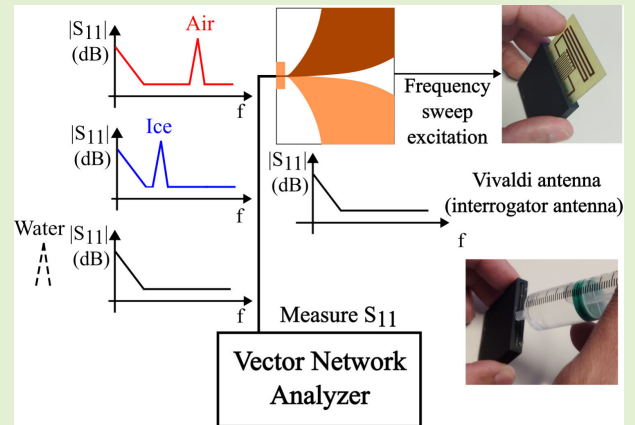 |S11|
(dB)
Air
f
|S11|
(dB)
Ice
f
Water
|S11|
(dB)
f
Frequency
sweep
excitation
|S11|
(dB)
f
Vivaldi antenna
(interrogator antenna)
Measure S11
Vector Network
Analyzer